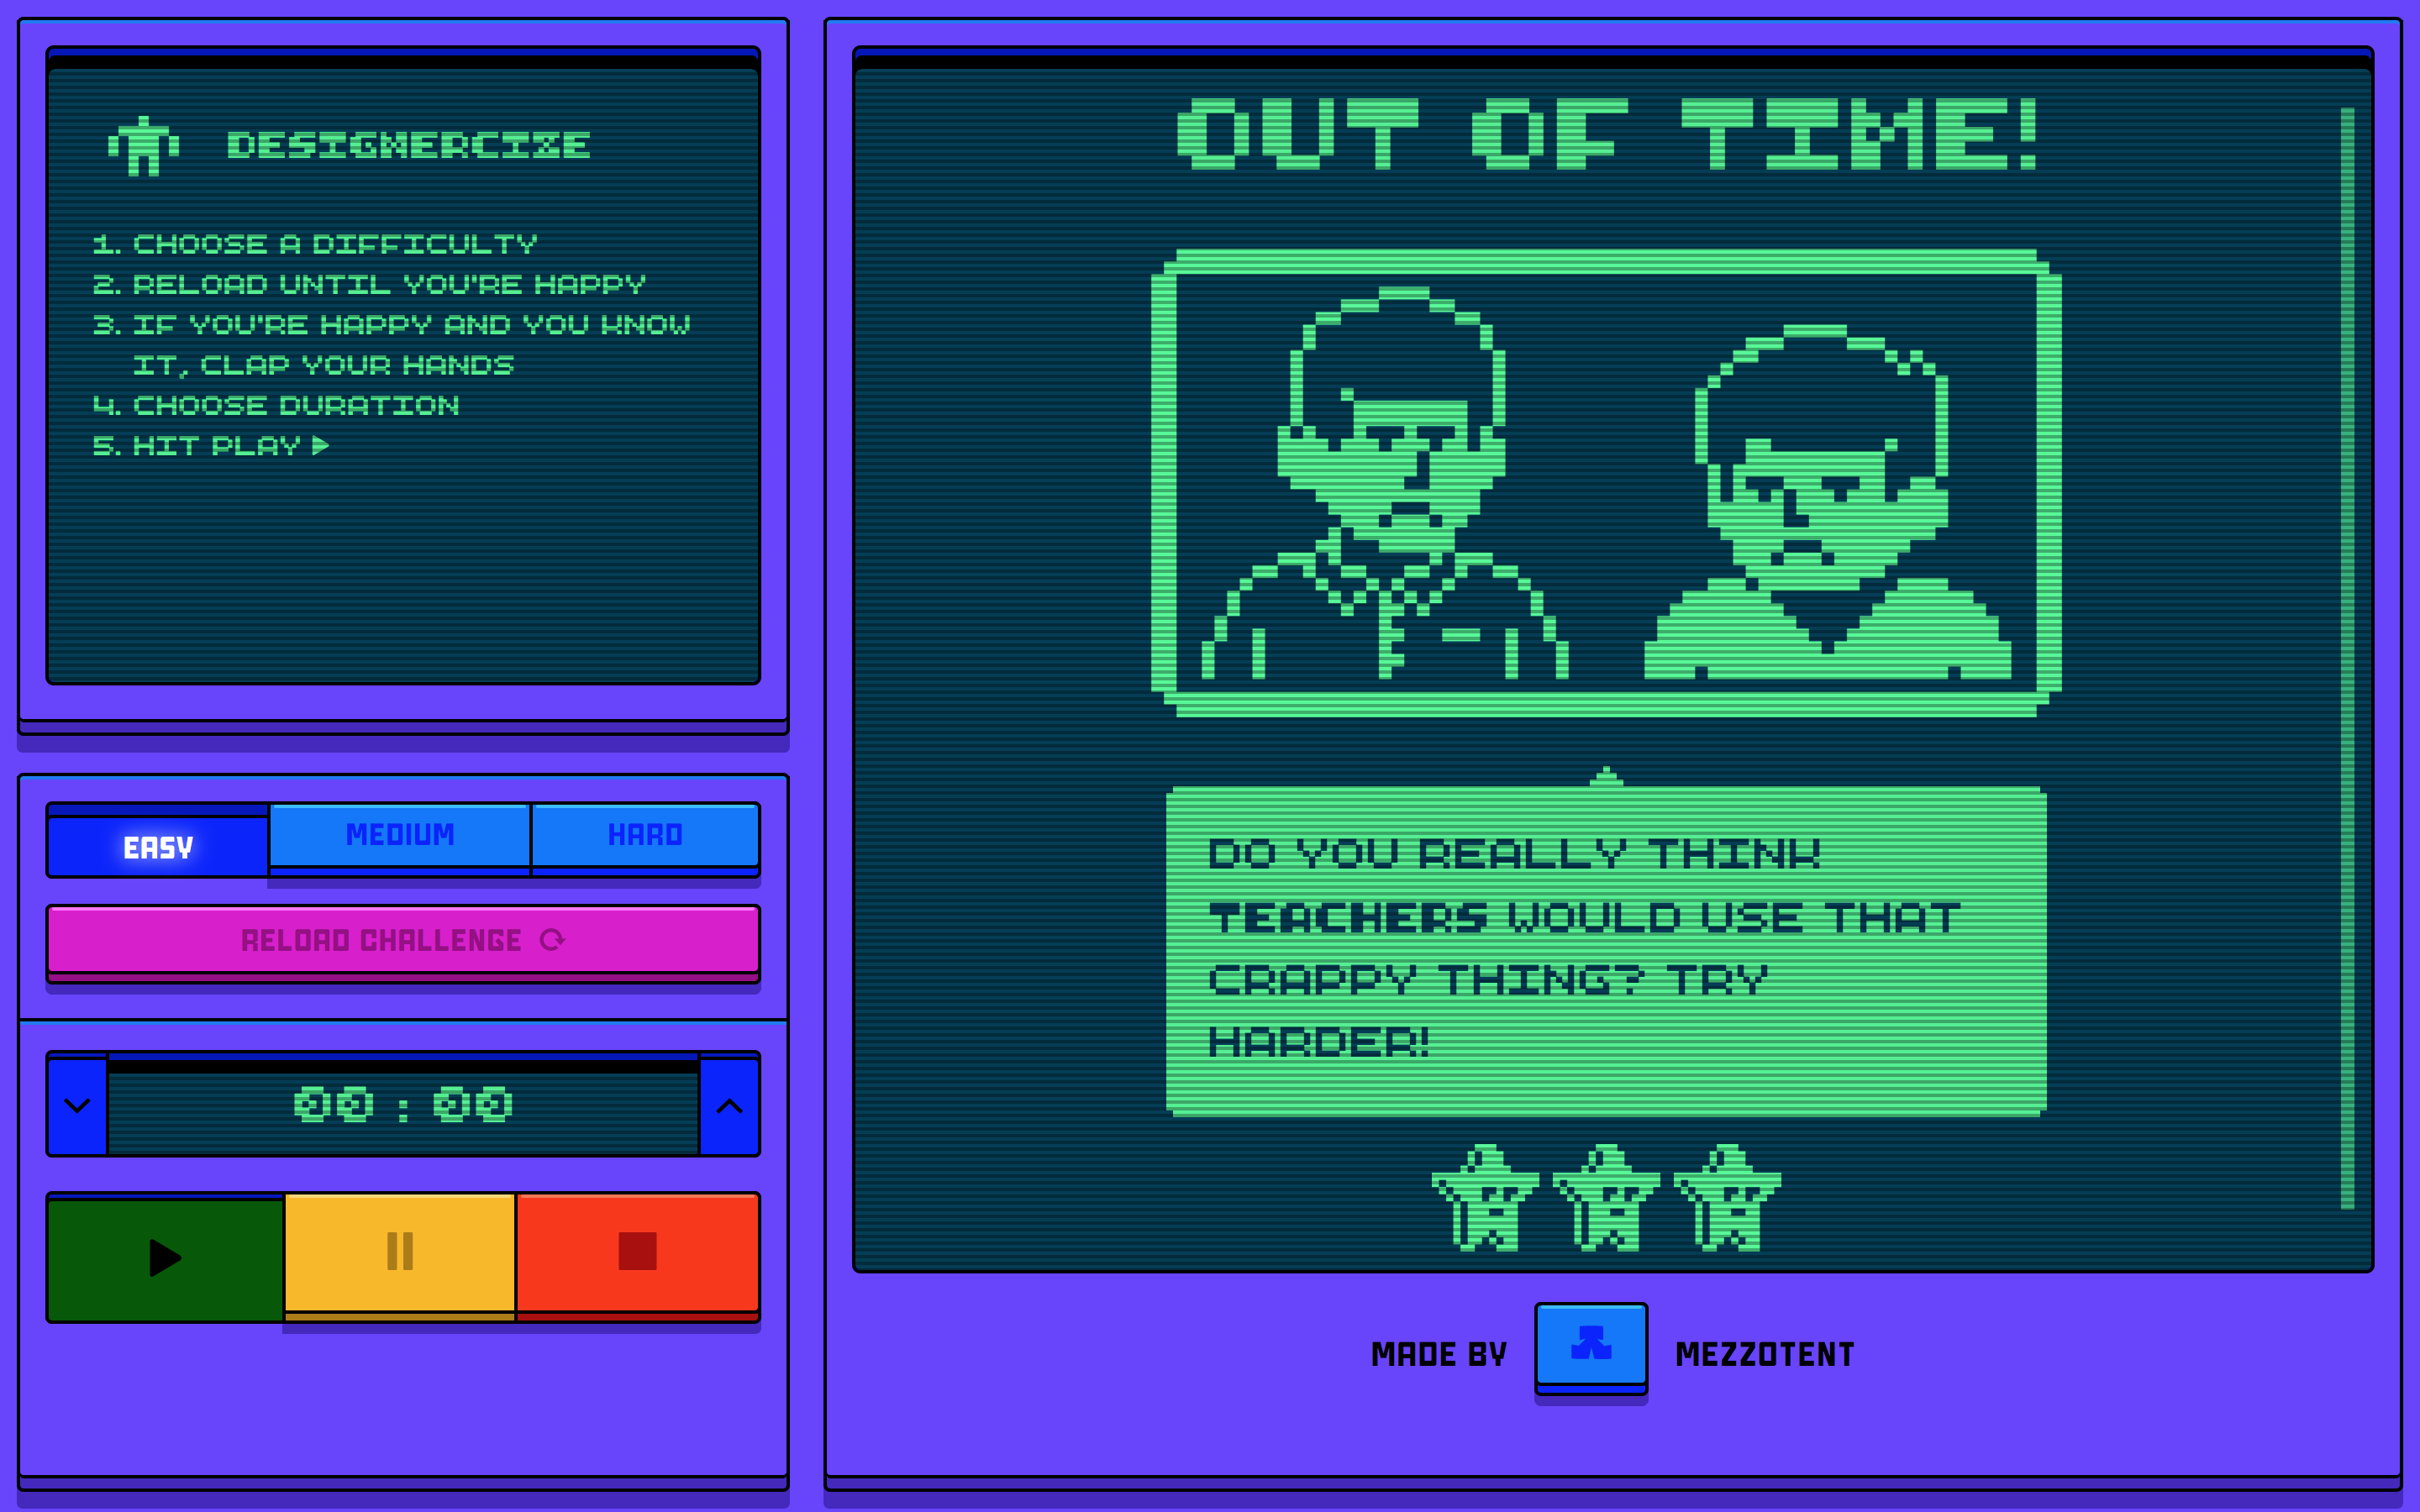 DESIGNERCIZE
1. CHOOSE A DIFFICULTY
2. RELOAD UNTIL YOU'RE HAPPY
3. IF YOU'RE HAPPY AND YOU KNOW
IT, CLAP YOUR HANDS
4. CHOOSE DURATION
5. HIT PLAY
EASY
MEDIUM
HARD
RELOAD CHALLENGE
00 : 00
OUT OF TIME!
DO YOU REALLY THINK
TEACHERS WOULD USE THAT
CRAPPY THING? TRY
HARDER!
MADE BY
MEZZOTENT